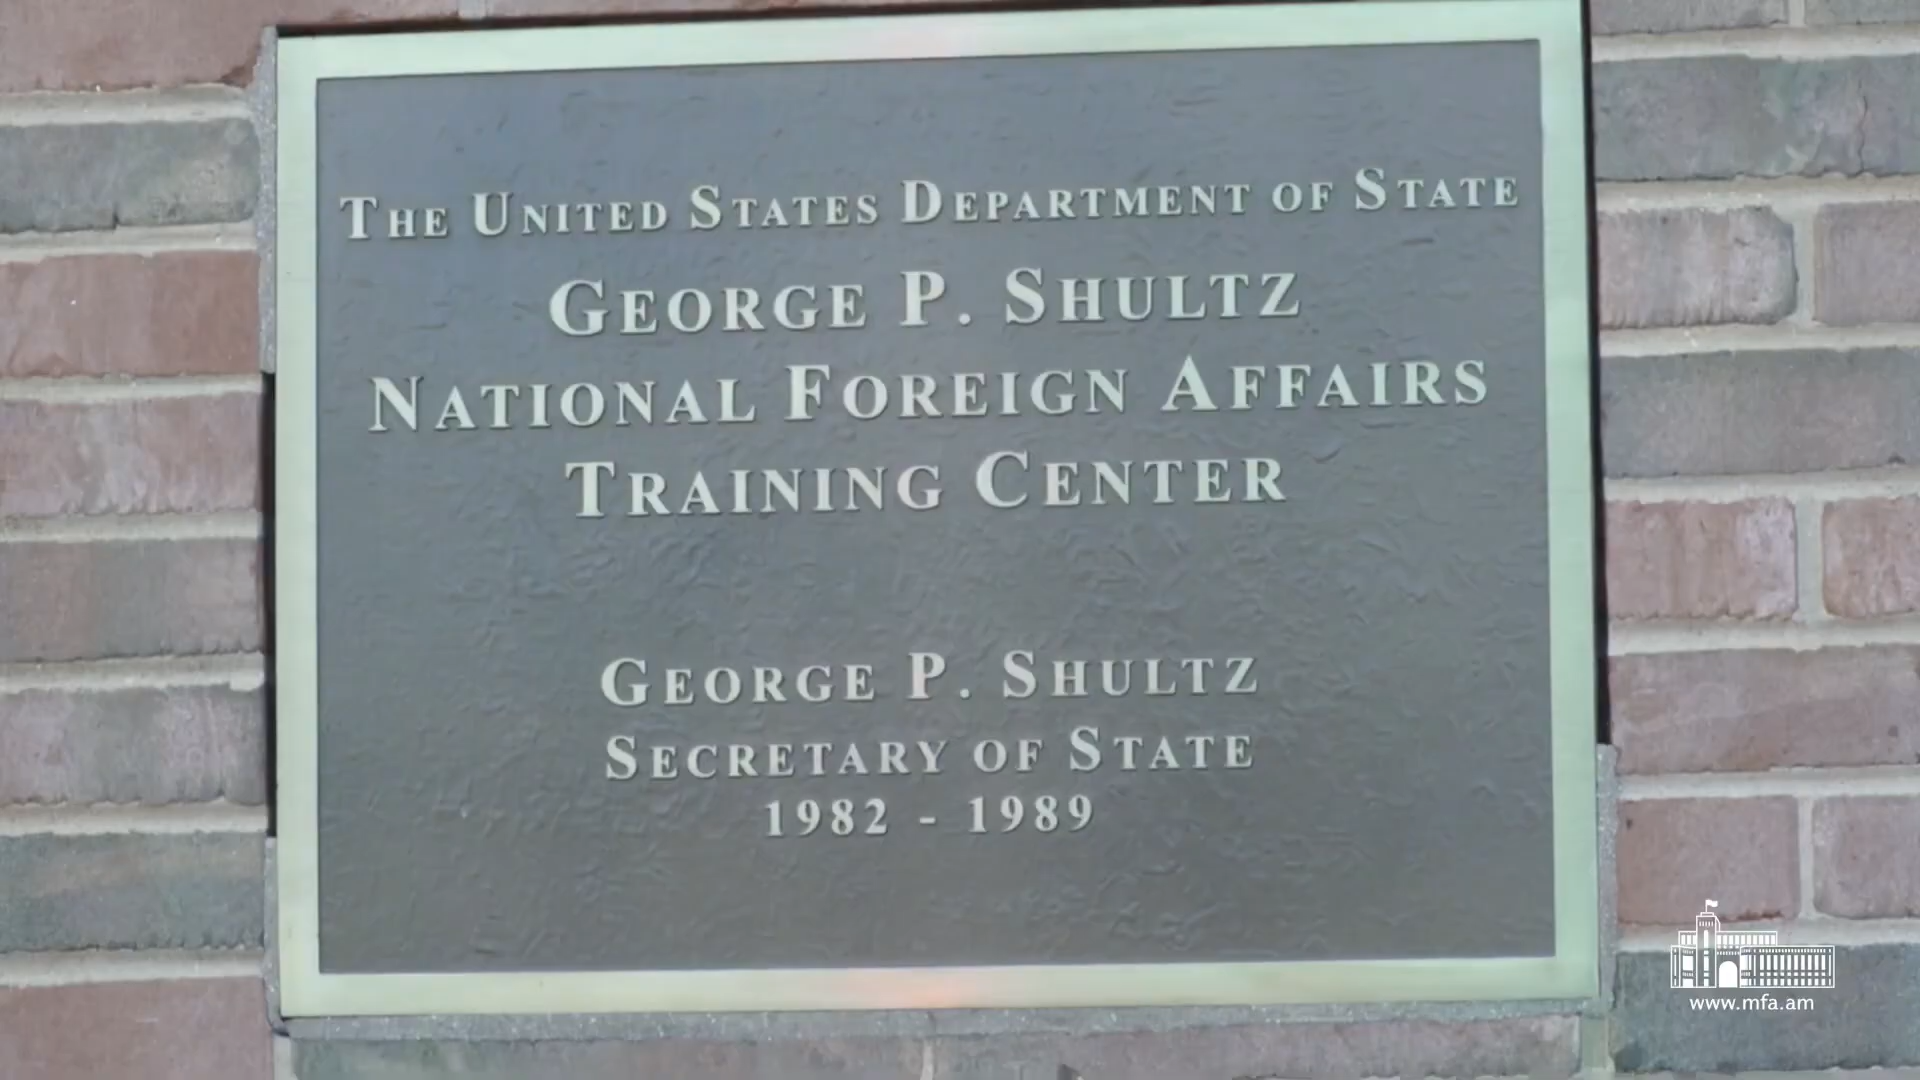 THE UNITED STATES DEPARTMENT OF STATE
GEORGE P. SHULTZ
NATIONAL FOREIGN AFFAIRS
TRAINING CENTER
GEORGE P. SHULTZ
SECRETARY OF STATE
1982 - 1989
www.mfa.am